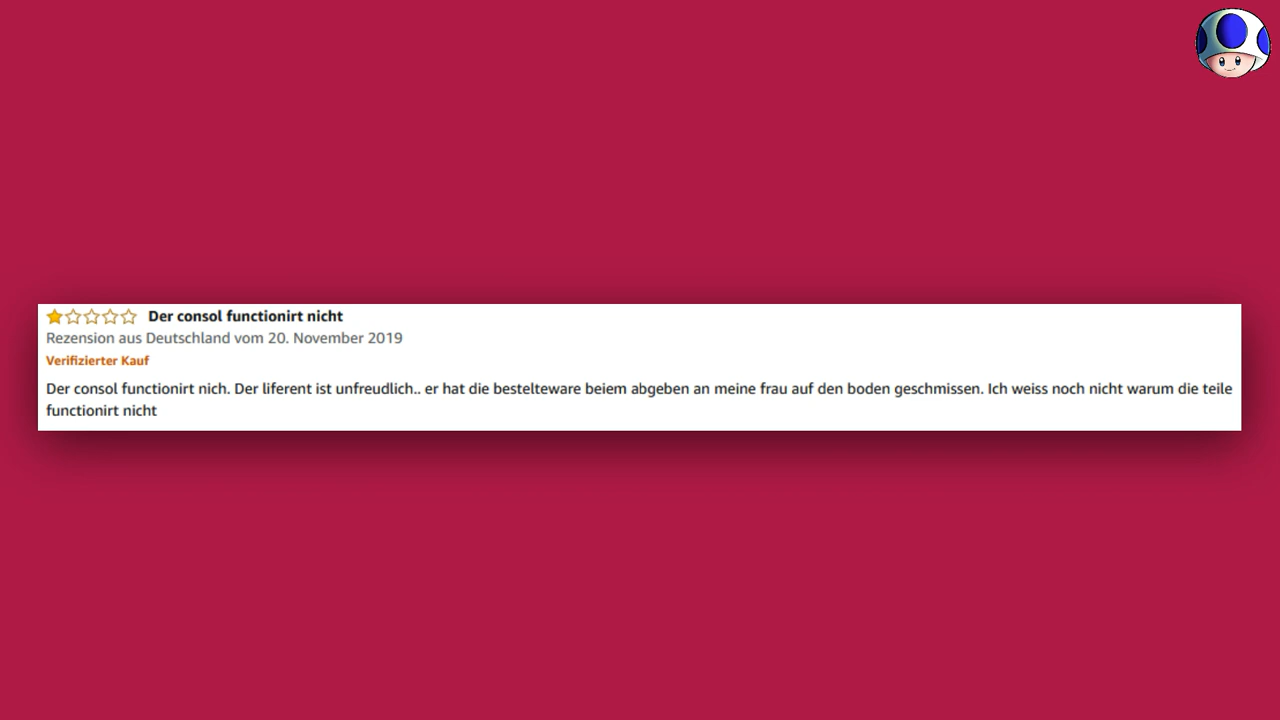 Der consol functionirt nicht
Rezension aus Deutschland vom 20. November 2019
Verifizierter Kauf
Der consol functionirt nich. Der liferent ist unfreudlich.. er hat die bestelteware beiem abgeben an meine frau auf den boden geschmissen. Ich weiss noch nicht warum die teile
functionirt nicht